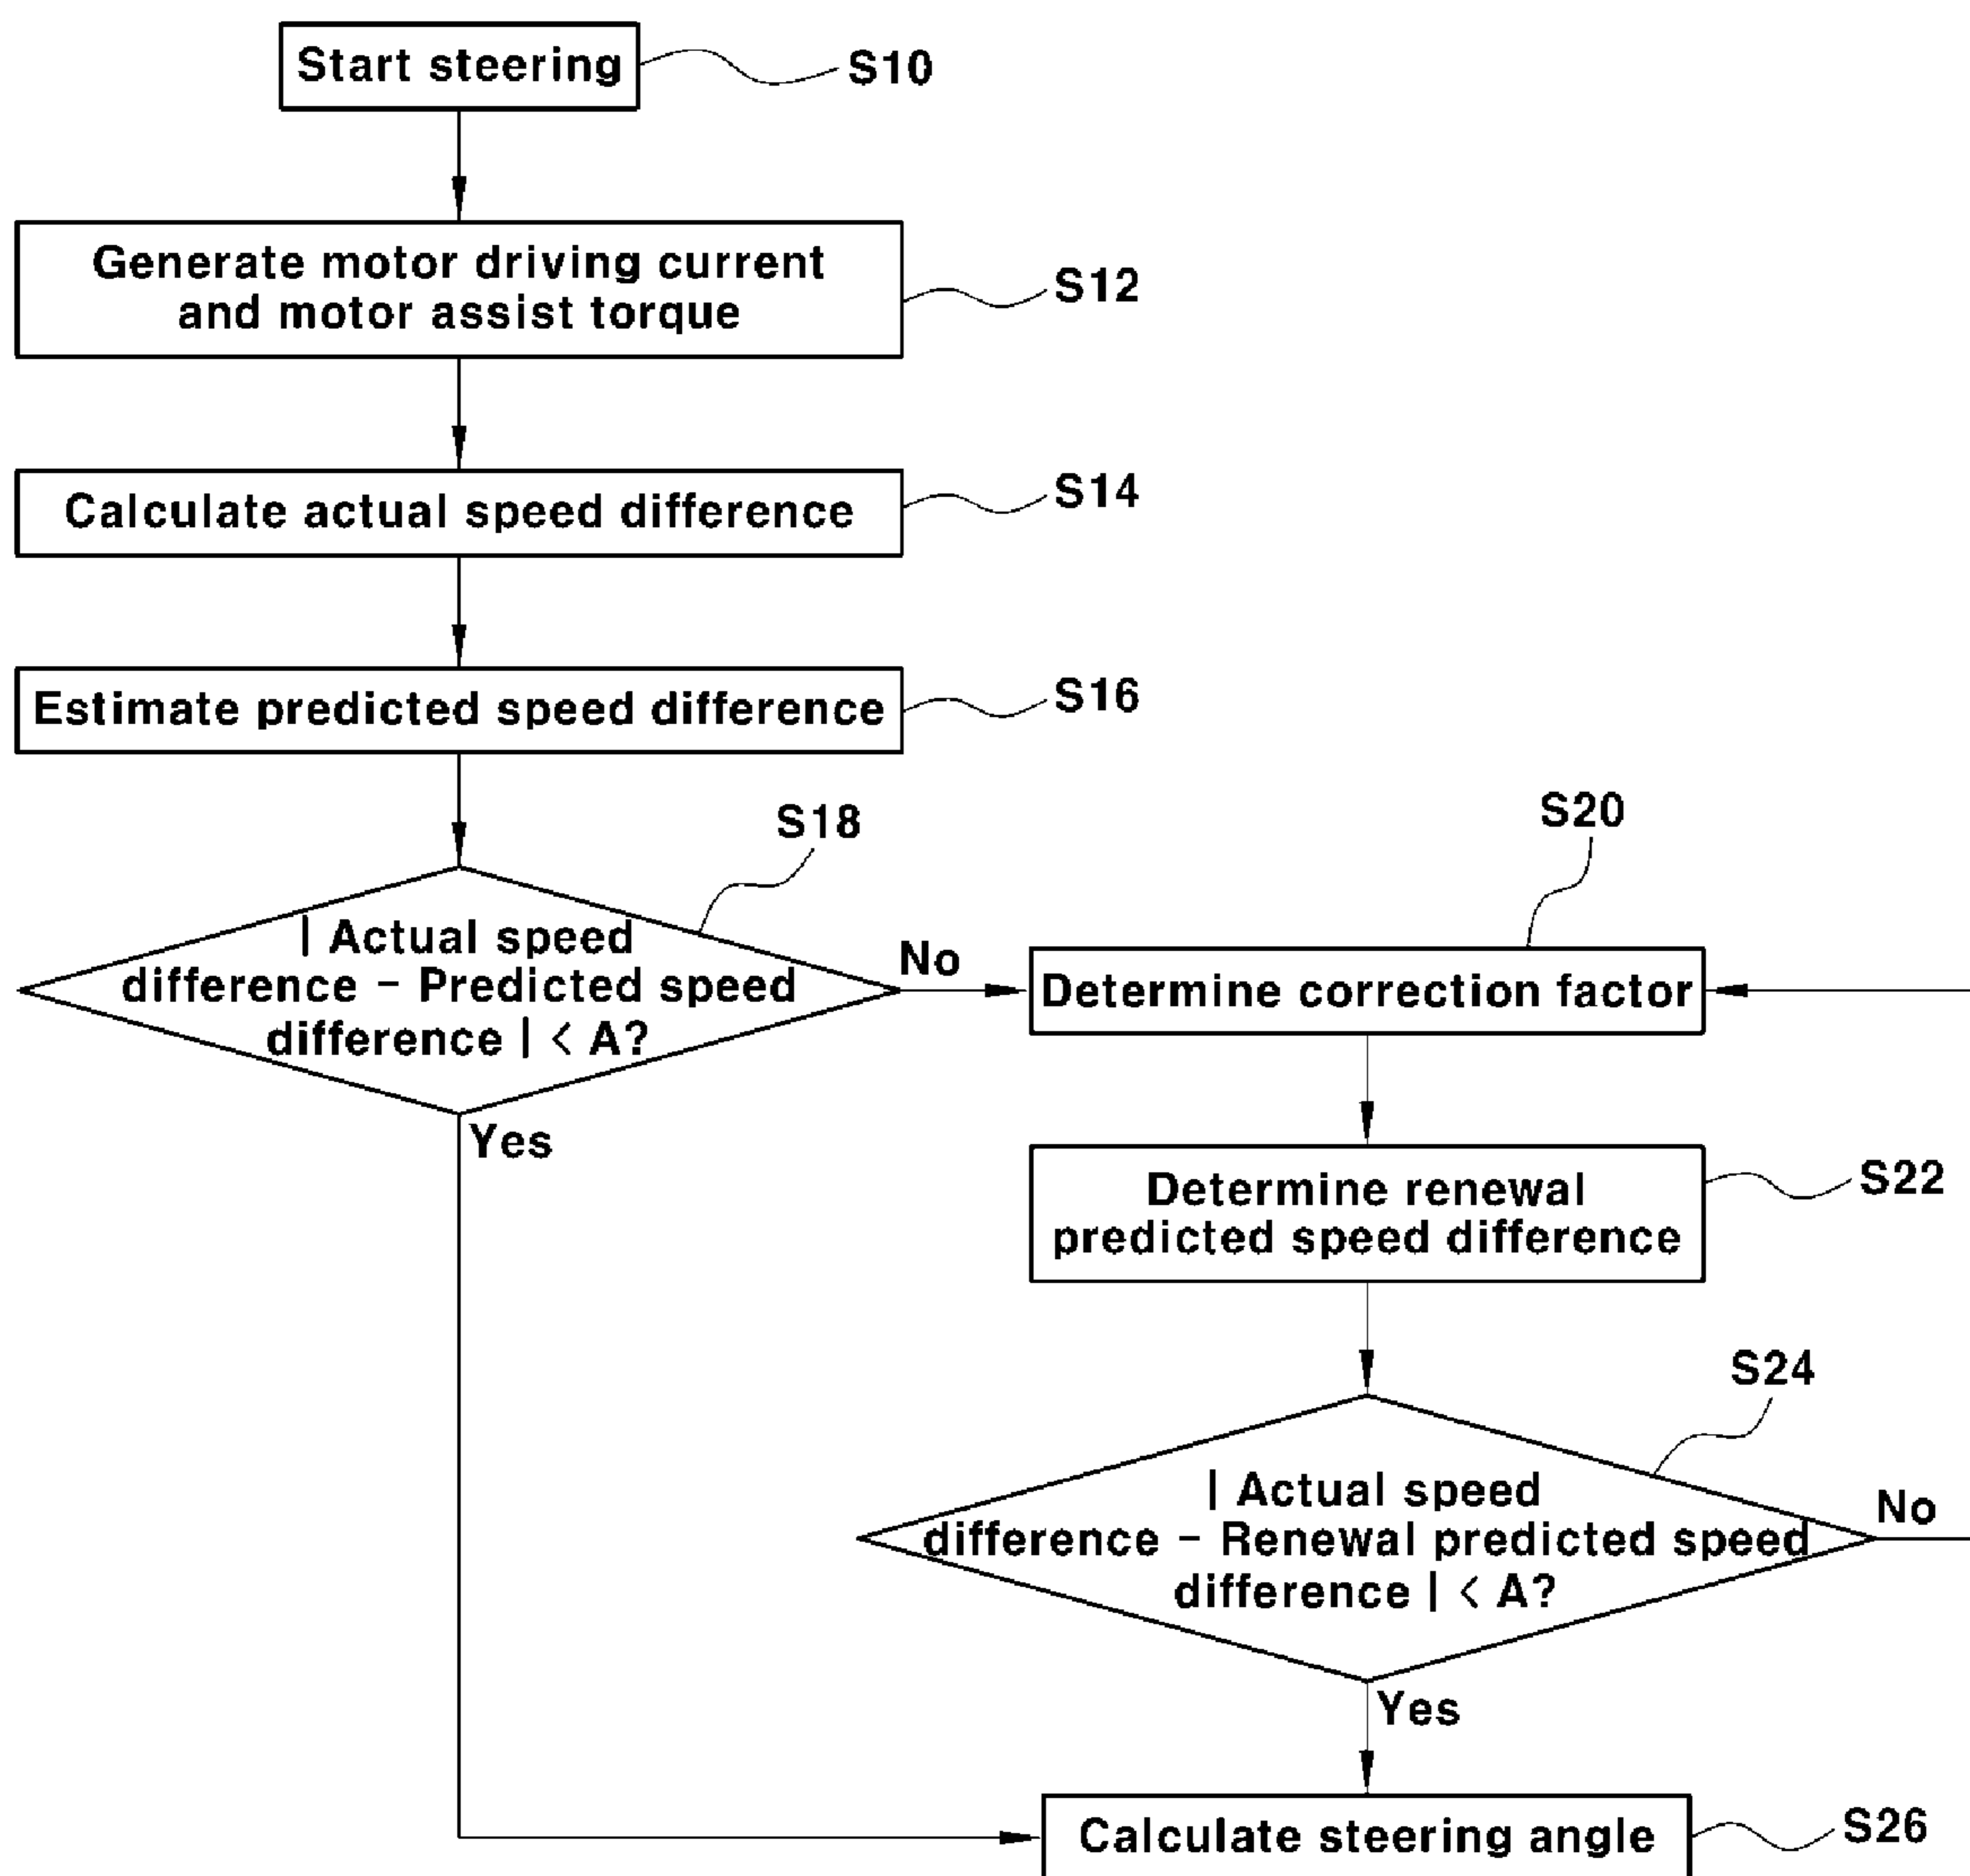 Start steering
S10
Generate motor driving current
and motor assist torque
S12
Calculate actual speed difference
S14
Estimate predicted speed difference
S16
S18
| Actual speed
difference - Predicted speed
difference | < A?
No
Yes
S20
Determine correction factor
Determine renewal
predicted speed difference
S22
S24
| Actual speed
difference - Renewal predicted speed
difference | < A?
No
Yes
Calculate steering angle
S26